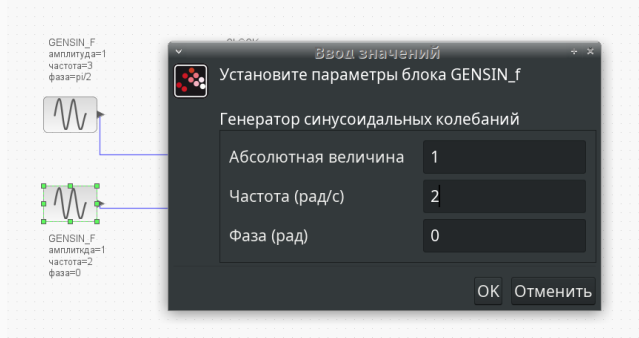 GENSIN_F
амплитуда=1
частота=3
фаза=pi/2
Ввод значений
Установите параметры блока GENSIN_f
Генератор синусоидальных колебаний
Абсолютная величина 1
Частота (рад/с) 2
Фаза (рад) 0
GENSIN_F
амплиткда=1
частота=2
фаза=0
OK Отменить